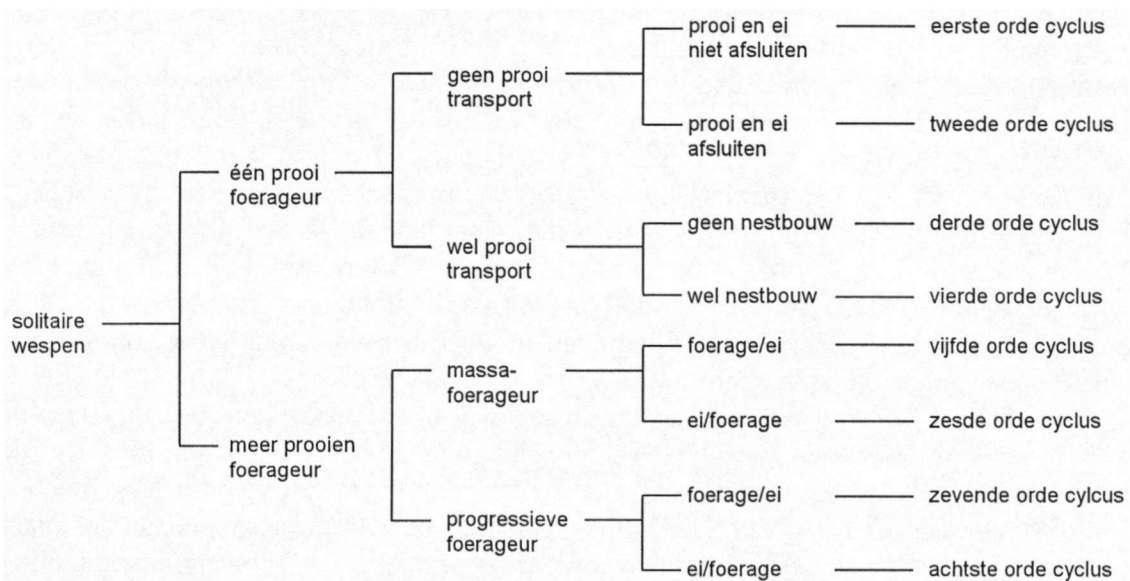 prooi en ei
niet afsluiten
eerste orde cyclus
geen prooi
transport
prooi en ei
afsluiten
tweede orde cyclus
één prooi
foerageur
geen nestbouw
derde orde cyclus
wel prooi
transport
wel nestbouw
vierde orde cyclus
solitaire
wespen
foerage/ei
vijfde orde cyclus
massa-
foerageur
ei/foerage
zesde orde cyclus
meer prooien
foerageur
foerage/ei
zevende orde cylcus
progressieve
foerageur
ei/foerage
achtste orde cyclus